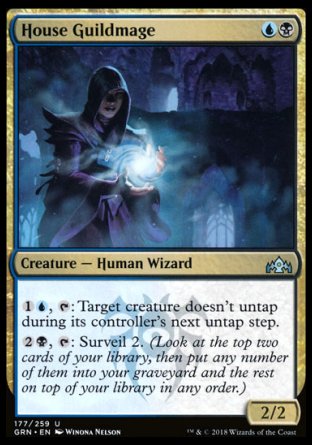 House Guildmage
Creature — Human Wizard
1U, T: Target creature doesn't untap
during its controller's next untap step.
2B, T: Surveil 2. (Look at the top two
cards of your library, then put any number
of them into your graveyard and the rest
on top of your library in any order.)
2/2
177/259 U
GRN • EN Winona Nelson
™ & © 2018 Wizards of the Coast